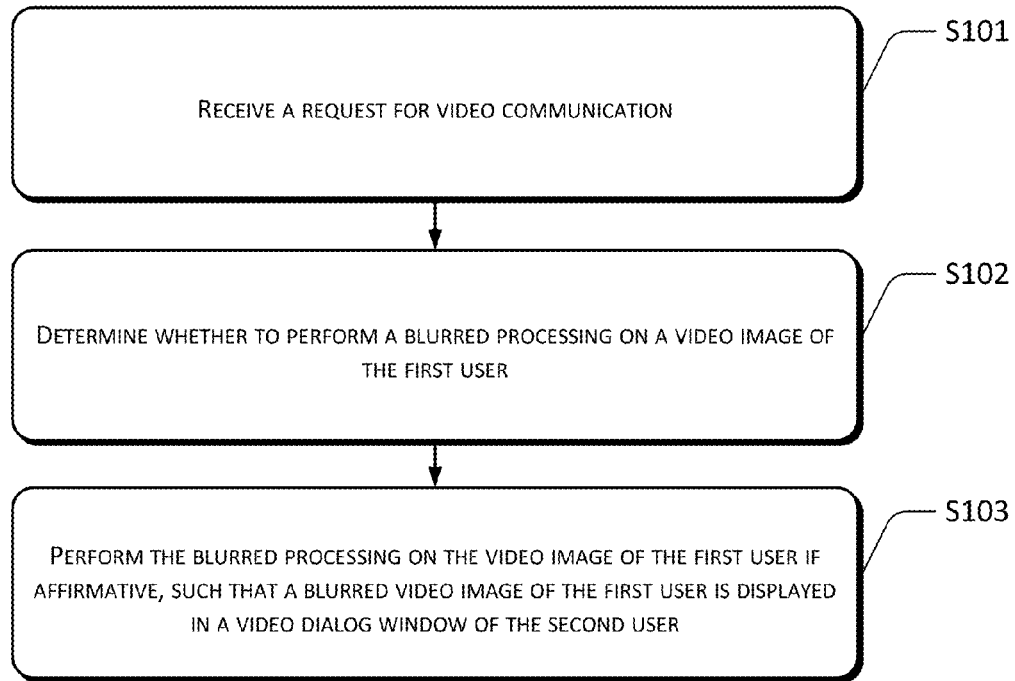 RECEIVE A REQUEST FOR VIDEO COMMUNICATION
S101
DETERMINE WHETHER TO PERFORM A BLURRED PROCESSING ON A VIDEO IMAGE OF
THE FIRST USER
S102
PERFORM THE BLURRED PROCESSING ON THE VIDEO IMAGE OF THE FIRST USER IF
AFFIRMATIVE, SUCH THAT A BLURRED VIDEO IMAGE OF THE FIRST USER IS DISPLAYED
IN A VIDEO DIALOG WINDOW OF THE SECOND USER
S103